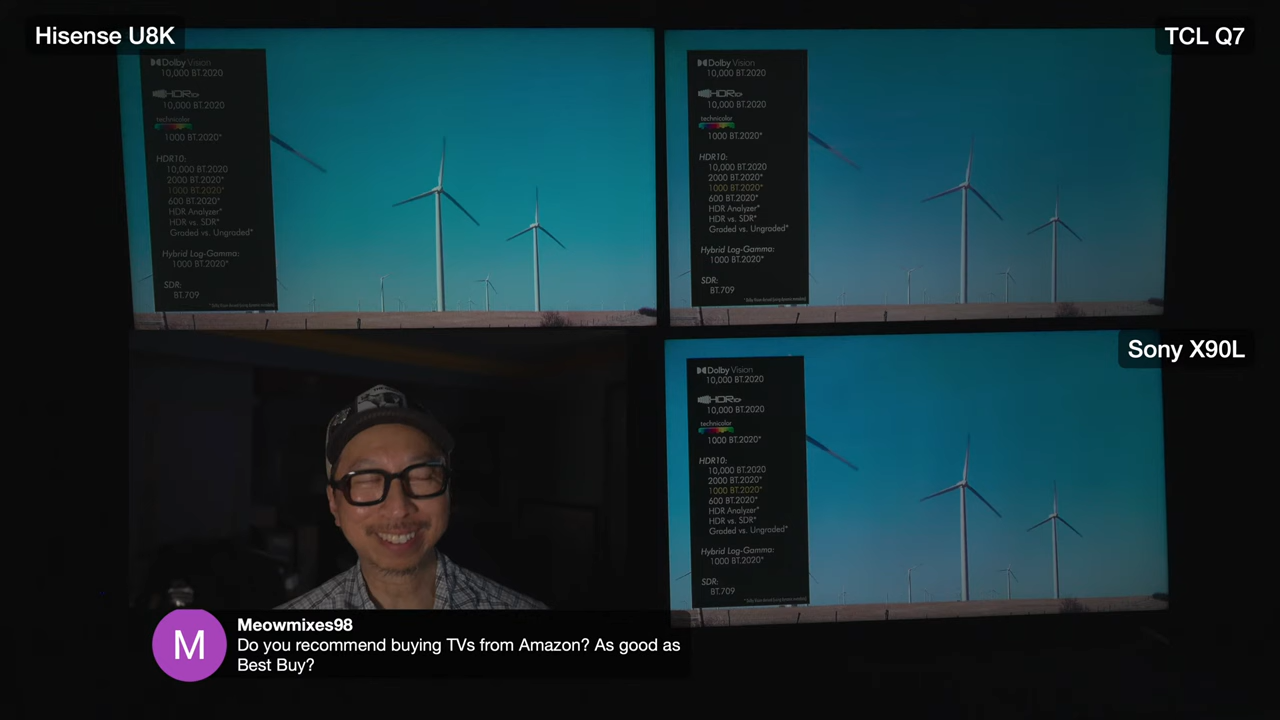 Hisense U8K
TCL Q7
Dolby Vision
10,000 BT.2020
HDR10+
10,000 BT.2020
technicolor
1000 BT.2020*
HDR10:
10,000 BT.2020
2000 BT.2020*
1000 BT.2020*
600 BT.2020*
HDR Analyzer*
HDR vs. SDR*
Graded vs. Ungraded*
Hybrid Log-Gamma:
1000 BT.2020*
SDR:
BT.709
Dolby Vision
10,000 BT.2020
HDR10+
10,000 BT.2020
technicolor
1000 BT.2020*
HDR10:
10,000 BT.2020
2000 BT.2020*
1000 BT.2020*
600 BT.2020*
HDR Analyzer*
HDR vs. SDR*
Graded vs. Ungraded*
Hybrid Log-Gamma:
1000 BT.2020*
SDR:
BT.709
Sony X90L
Dolby Vision
10,000 BT.2020
HDR10+
10,000 BT.2020
technicolor
1000 BT.2020*
HDR10:
10,000 BT.2020
2000 BT.2020*
1000 BT.2020*
600 BT.2020*
HDR Analyzer*
HDR vs. SDR*
Graded vs. Ungraded*
Hybrid Log-Gamma:
1000 BT.2020*
SDR:
BT.709
M
Meowmixes98
Do you recommend buying TVs from Amazon? As good as
Best Buy?